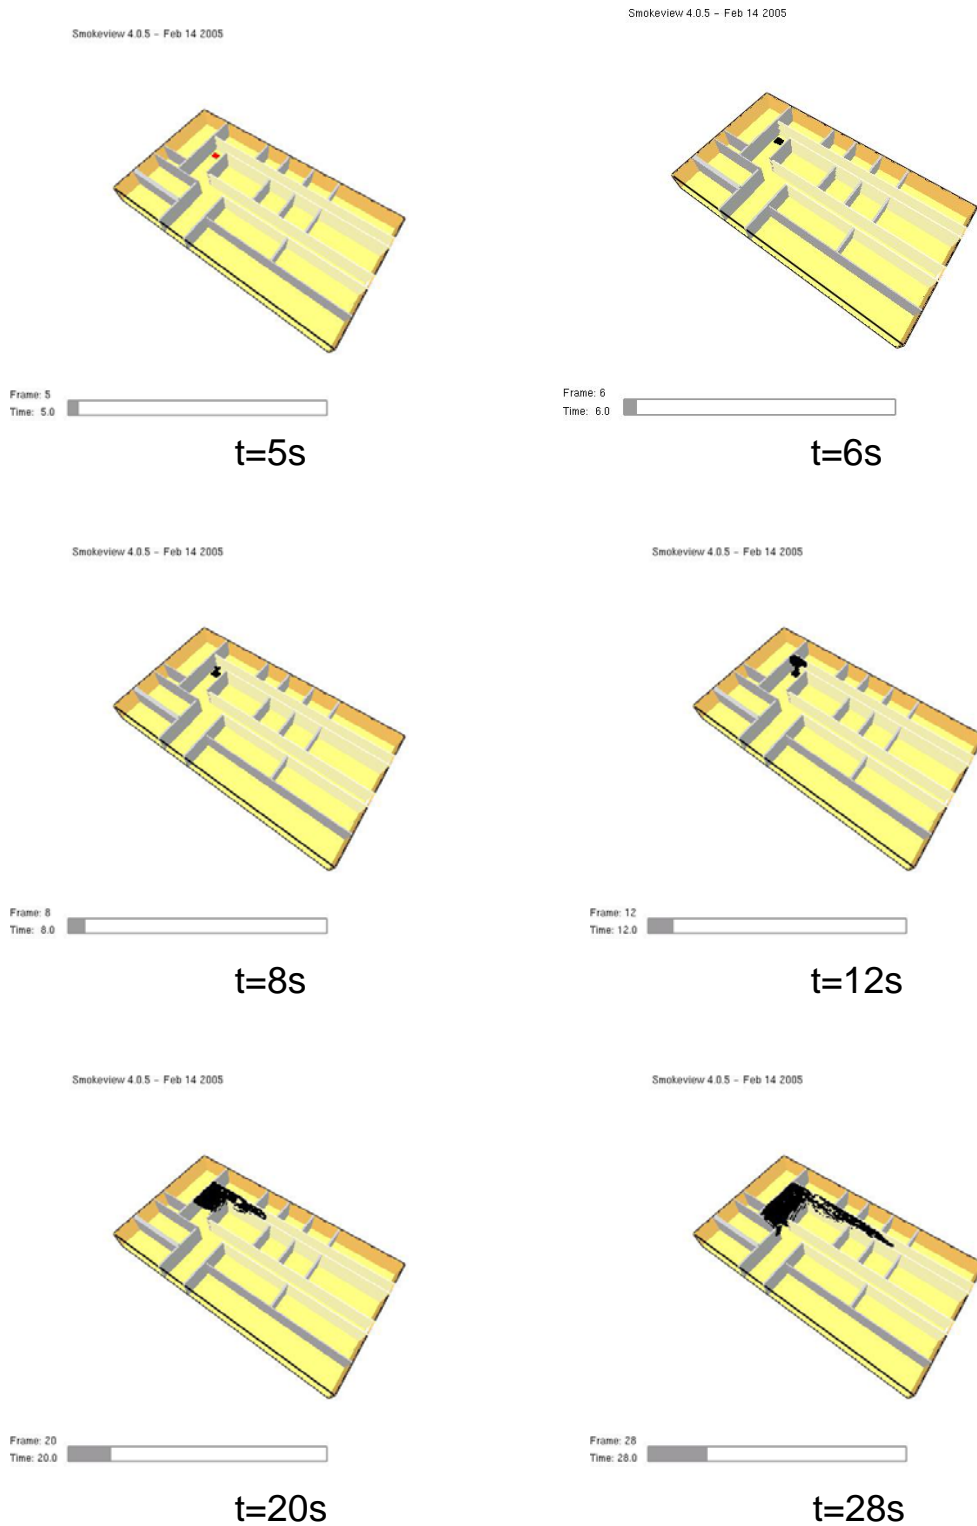 Smokeview 4.0.5 – Feb 14 2005
Smokeview 4.0.5 – Feb 14 2005
Frame: 5
Time: 5.0
Frame: 6
Time: 6.0
t=5s
t=6s
Smokeview 4.0.5 – Feb 14 2005
Smokeview 4.0.5 – Feb 14 2005
Frame: 8
Time: 8.0
Frame: 12
Time: 12.0
t=8s
t=12s
Smokeview 4.0.5 – Feb 14 2005
Smokeview 4.0.5 – Feb 14 2005
Frame: 20
Time: 20.0
Frame: 28
Time: 28.0
t=20s
t=28s